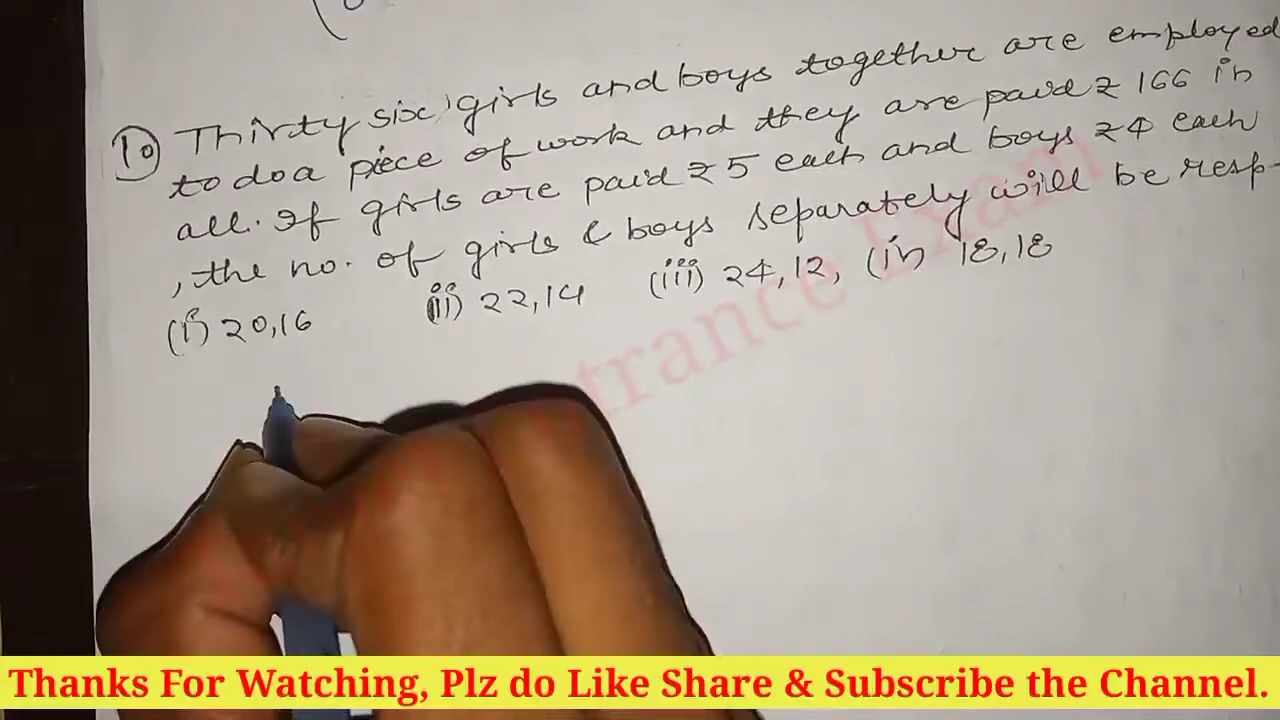 10 Thirty six girls and boys together are employed
to do a piece of work and they are paid ₹ 166 in
all. If girls are paid ₹ 5 each and boys ₹ 4 each
, the no. of girls & boys separately will be resp-
(i) 20,16 (ii) 22,14 (iii) 24,12, (iv) 18,18
trance Exam
Thanks For Watching, Plz do Like Share & Subscribe the Channel.